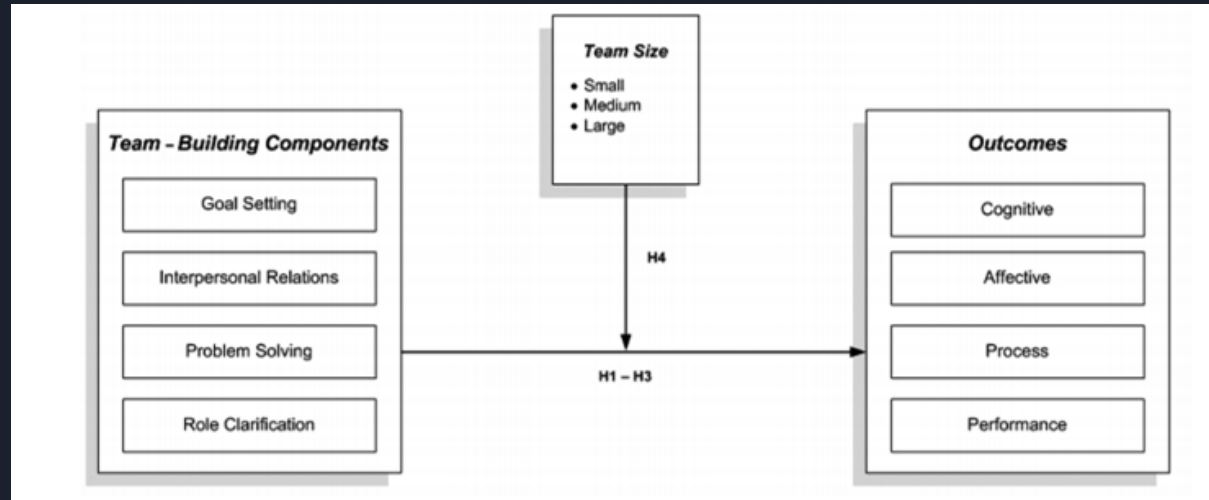 Team Size
• Small
• Medium
• Large
Team – Building Components
Goal Setting
Interpersonal Relations
Problem Solving
Role Clarification
H4
H1 – H3
Outcomes
Cognitive
Affective
Process
Performance